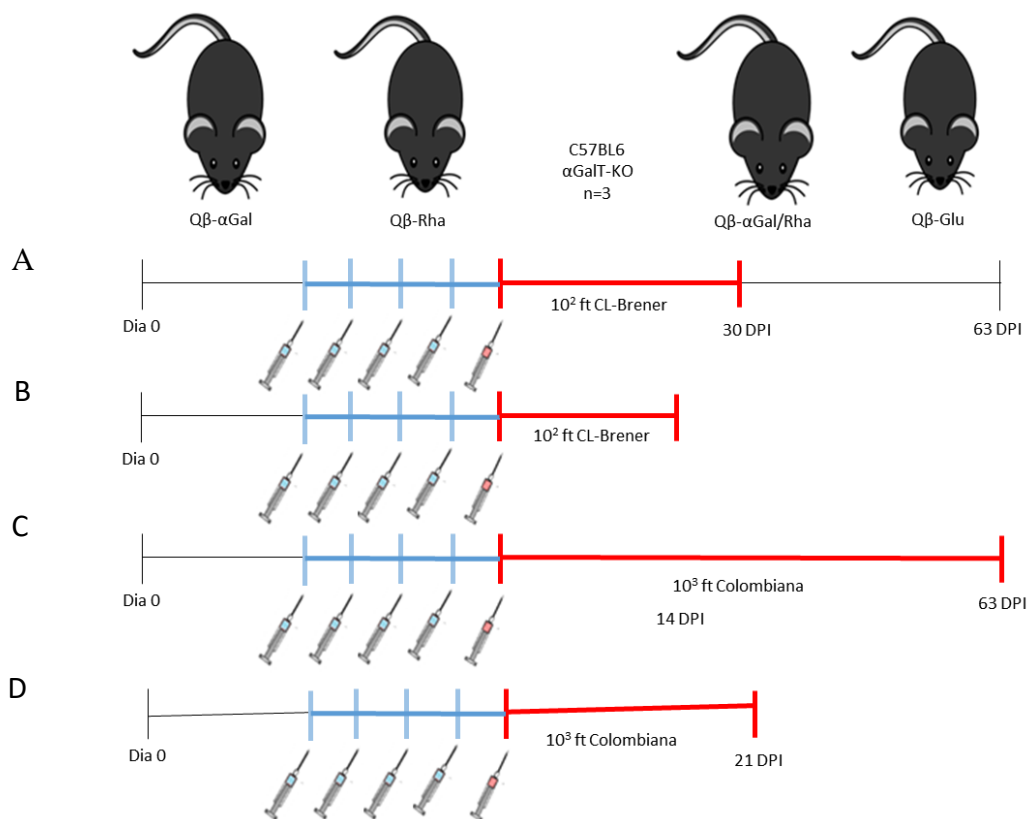 C57BL6
αGalT-KO
n=3
Qβ-αGal
Qβ-Rha
Qβ-αGal/Rha
Qβ-Glu
A
10² ft CL-Brener
Dia 0
30 DPI
63 DPI
B
10² ft CL-Brener
Dia 0
C
10³ ft Colombiana
Dia 0
14 DPI
63 DPI
D
10³ ft Colombiana
Dia 0
21 DPI